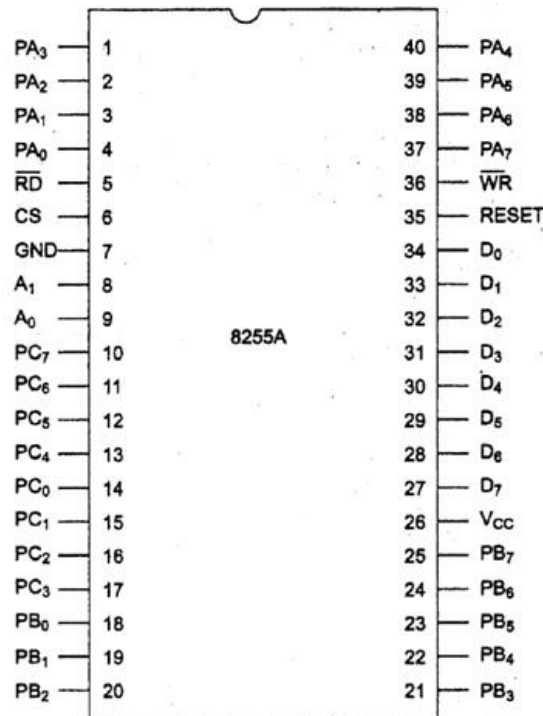 PA₃ 1 40 PA₄
PA₂ 2 39 PA₅
PA₁ 3 38 PA₆
PA₀ 4 37 PA₇
R̅D̅ 5 36 W̅R̅
CS 6 35 RESET
GND 7 34 D₀
A₁ 8 33 D₁
A₀ 9 32 D₂
8255A
PC₇ 10 31 D₃
PC₆ 11 30 D₄
PC₅ 12 29 D₅
PC₄ 13 28 D₆
PC₀ 14 27 D₇
PC₁ 15 26 V_CC
PC₂ 16 25 PB₇
PC₃ 17 24 PB₆
PB₀ 18 23 PB₅
PB₁ 19 22 PB₄
PB₂ 20 21 PB₃